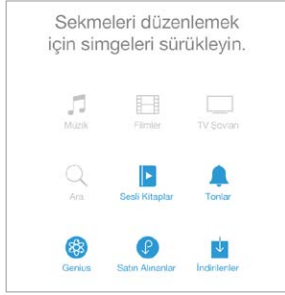 Sekmeleri düzenlemek
için simgeleri sürükleyin.
Müzik Filmler TV Şovları
Ara Sesli Kitaplar Tonlar
Genius Satın Alınanlar İndirilenler